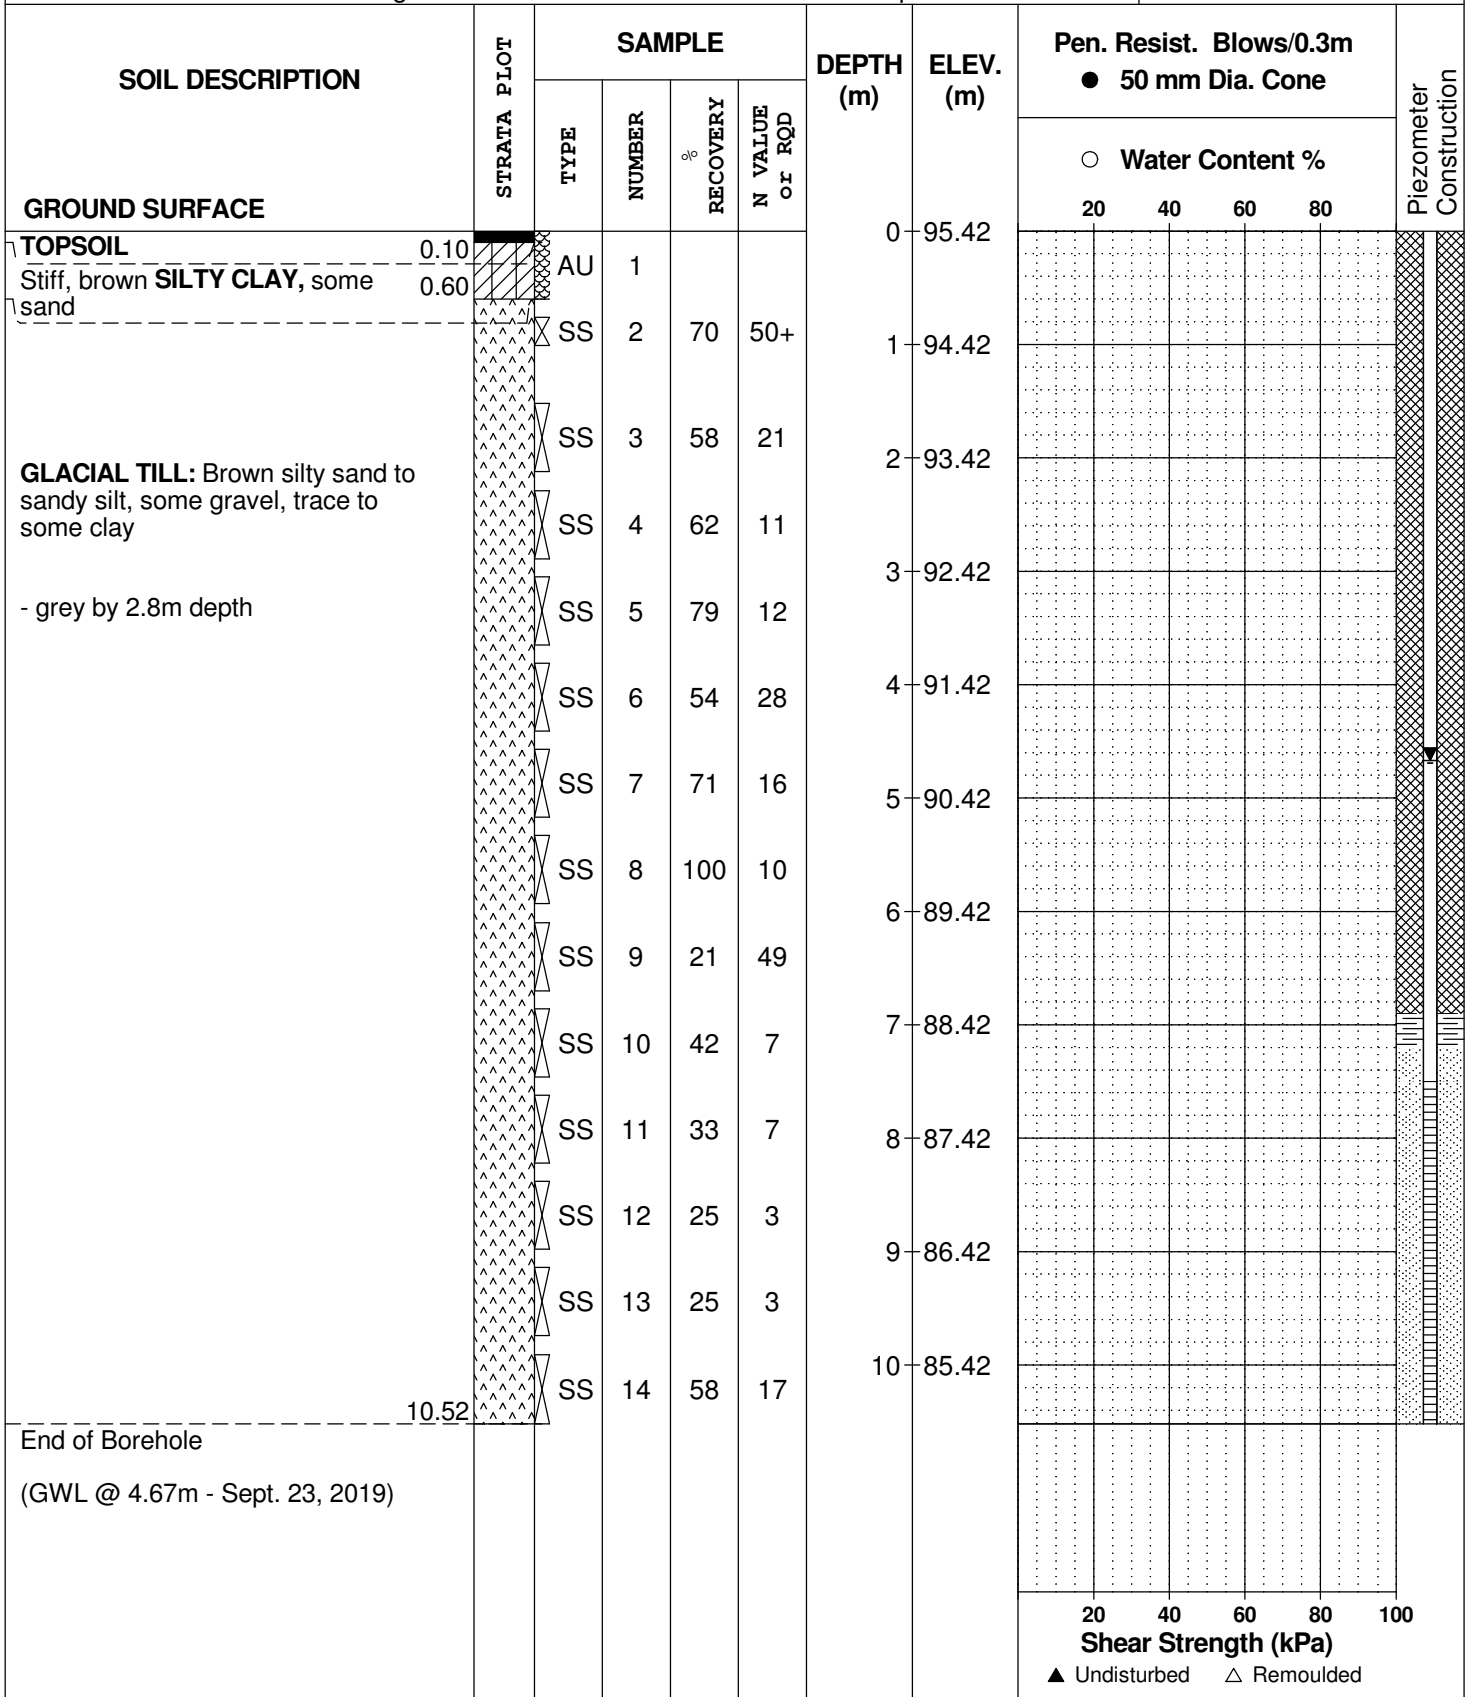 SOIL DESCRIPTION
GROUND SURFACE
STRATA PLOT
SAMPLE
TYPE
NUMBER
% RECOVERY
N VALUE or RQD
DEPTH (m)
ELEV. (m)
Pen. Resist. Blows/0.3m
● 50 mm Dia. Cone
○ Water Content %
20 40 60 80
Piezometer Construction
0 95.42
TOPSOIL 0.10
Stiff, brown SILTY CLAY, some 0.60
sand
AU 1
SS 2 70 50+
1 94.42
SS 3 58 21
2 93.42
GLACIAL TILL: Brown silty sand to
sandy silt, some gravel, trace to
some clay
SS 4 62 11
3 92.42
- grey by 2.8m depth
SS 5 79 12
4 91.42
SS 6 54 28
SS 7 71 16
5 90.42
SS 8 100 10
6 89.42
SS 9 21 49
7 88.42
SS 10 42 7
SS 11 33 7
8 87.42
SS 12 25 3
9 86.42
SS 13 25 3
10 85.42
SS 14 58 17
10.52
End of Borehole
(GWL @ 4.67m - Sept. 23, 2019)
20 40 60 80 100
Shear Strength (kPa)
▲ Undisturbed △ Remoulded